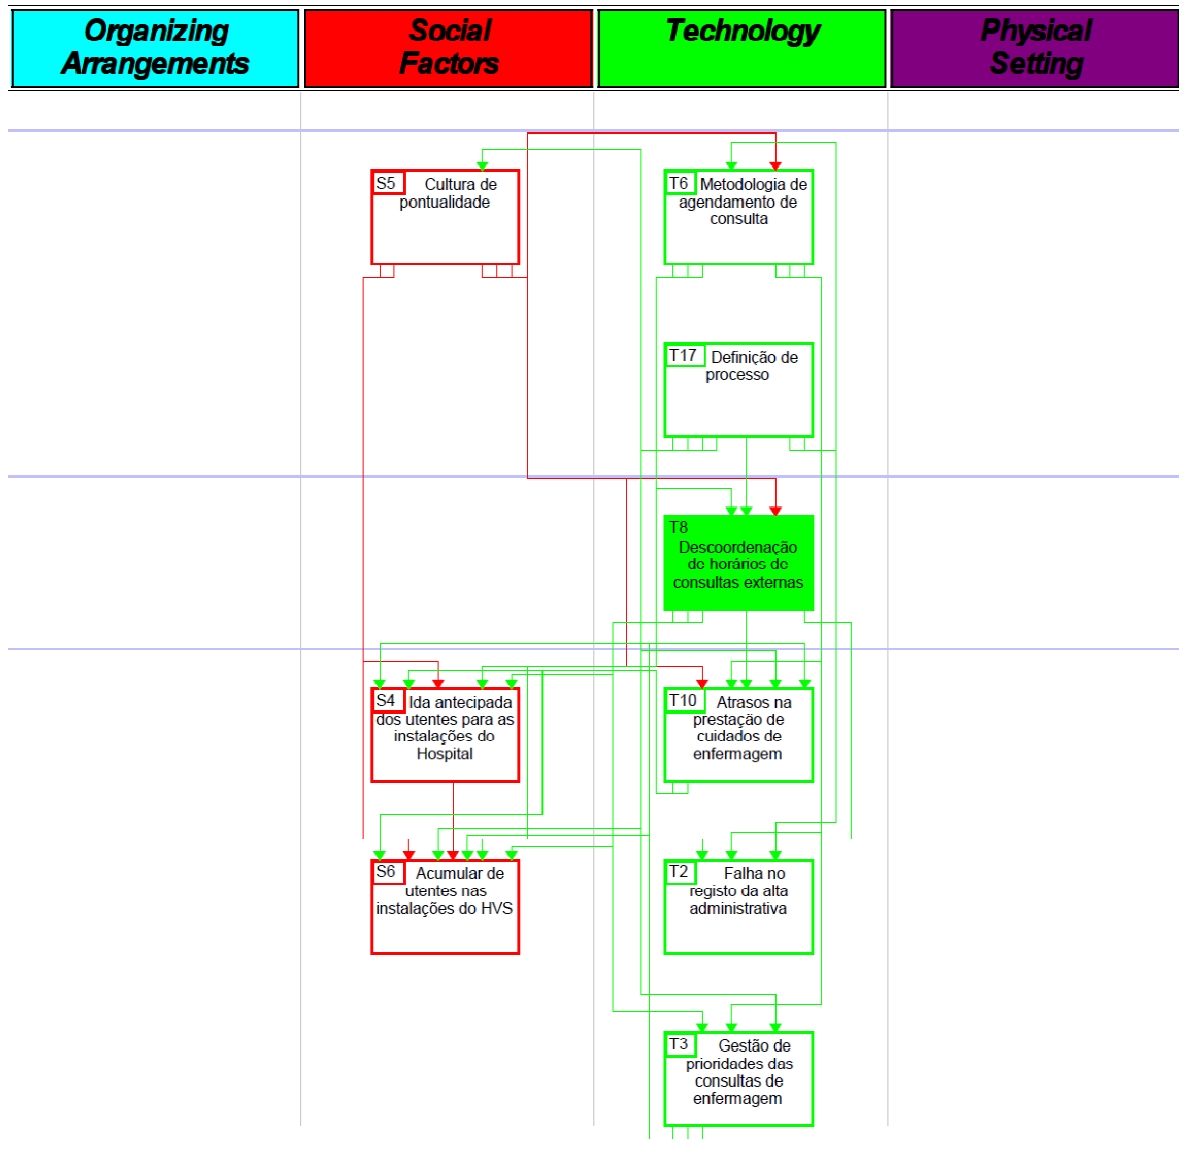 Organizing
Arrangements
Social
Factors
Technology
Physical
Setting
S5 Cultura de
pontualidade
T6 Metodologia de
agendamento de
consulta
T17 Definição de
processo
T8
Descoordenação
de horários de
consultas externas
S4 Ida antecipada
dos utentes para as
instalações do
Hospital
T10 Atrasos na
prestação de
cuidados de
enfermagem
S6 Acumular de
utentes nas
instalações do HVS
T2 Falha no
registo da alta
administrativa
T3 Gestão de
prioridades das
consultas de
enfermagem